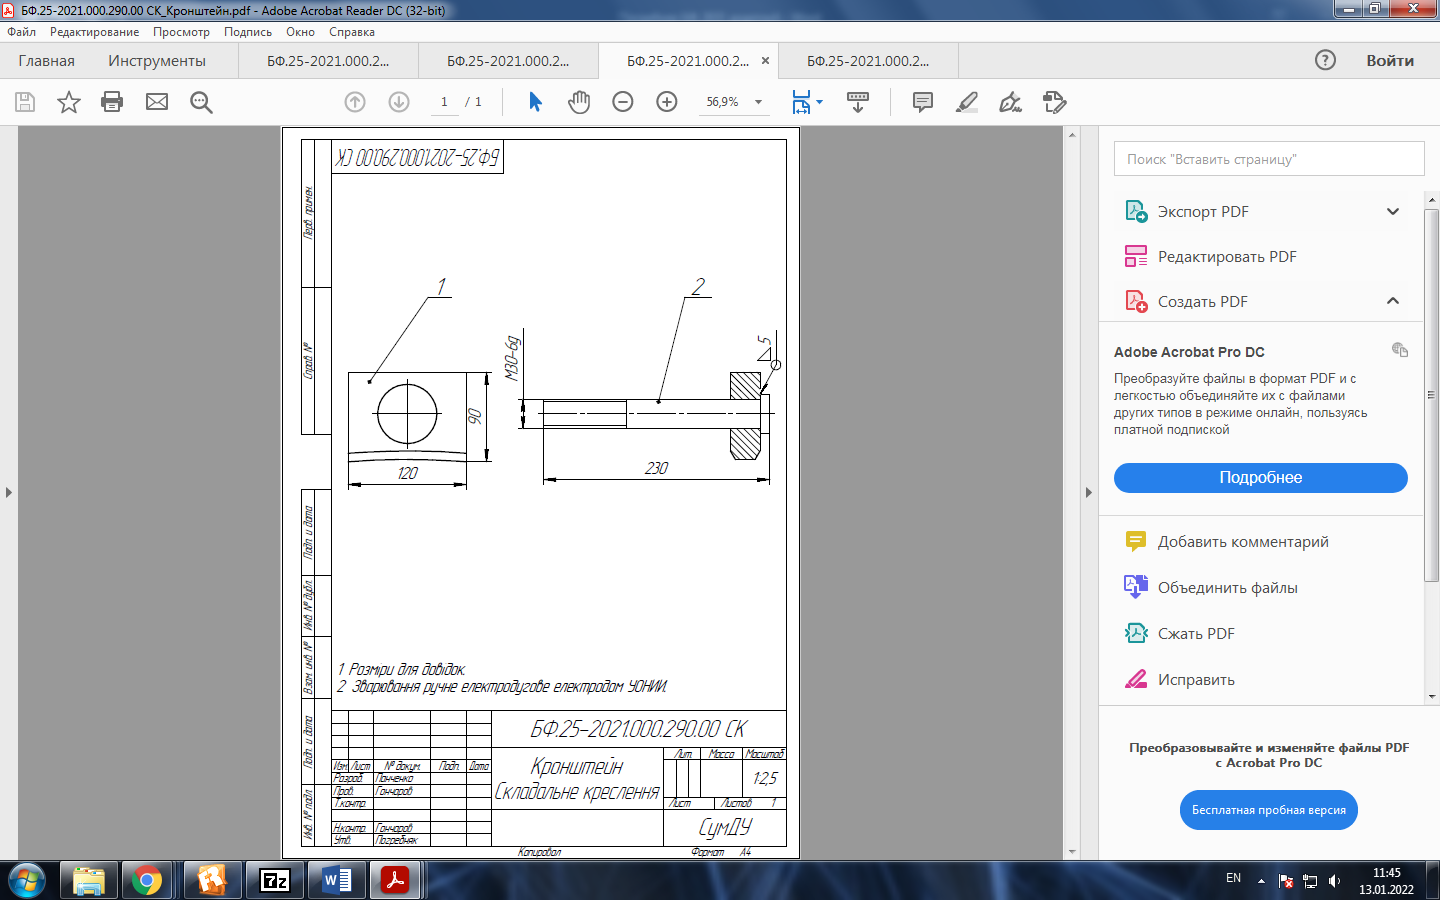 БФ.25-2021.000.290.00 СК_Кронштейн.pdf - Adobe Acrobat Reader DC (32-bit)
Файл Редактирование Просмотр Подпись Окно Справка
Главная Инструменты БФ.25-2021.000.2... БФ.25-2021.000.2... БФ.25-2021.000.2... × БФ.25-2021.000.2... Войти
1 / 1 56,9%
БФ.25-2021.000.290.00 СК
Перв. примен.
Справ. №
Подп. и дата
Инв. № дубл.
Взам. инв. №
Подп. и дата
Инв. № подл.
1
2
М30-6g
5
90
120
230
1 Розміри для довідок.
2 Зварювання ручне електродугове електродом УОНИИ.
БФ.25-2021.000.290.00 СК
Изм. Лист № докум. Подп. Дата
Разраб. Панченко
Пров. Гончаров
Т.контр.
Н.контр. Гончаров
Утв. Погребняк
Кронштейн
Складальне креслення
Лит. Масса Масштаб
1:2,5
Лист Листов 1
СумДУ
Копировал Формат А4
Поиск "Вставить страницу"
Экспорт PDF
Редактировать PDF
Создать PDF
Adobe Acrobat Pro DC
Преобразуйте файлы в формат PDF и с
легкостью объединяйте их с файлами
других типов в режиме онлайн, пользуясь
платной подпиской
Подробнее
Добавить комментарий
Объединить файлы
Сжать PDF
Исправить
Преобразовывайте и изменяйте файлы PDF
с Acrobat Pro DC
Бесплатная пробная версия
7z
EN
11:45
13.01.2022